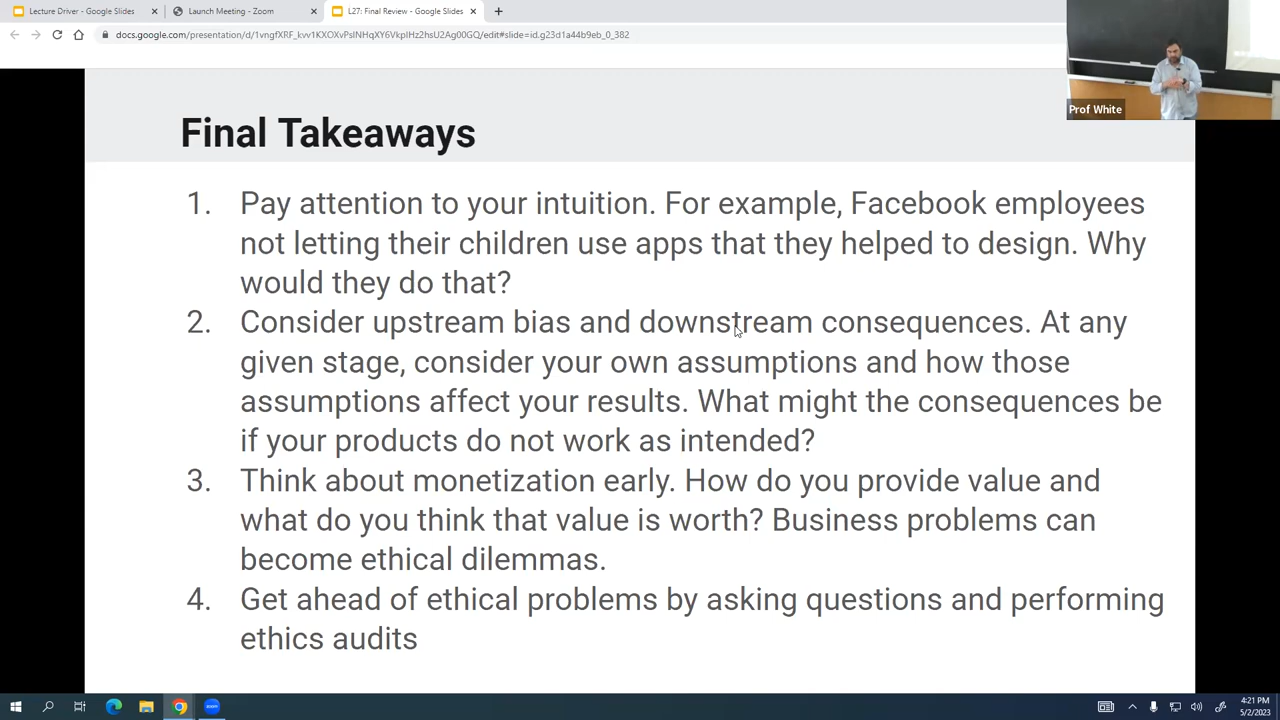 Lecture Driver - Google Slides
Launch Meeting - Zoom
L27: Final Review - Google Slides
Prof White
Final Takeaways
1. Pay attention to your intuition. For example, Facebook employees
not letting their children use apps that they helped to design. Why
would they do that?
2. Consider upstream bias and downstream consequences. At any
given stage, consider your own assumptions and how those
assumptions affect your results. What might the consequences be
if your products do not work as intended?
3. Think about monetization early. How do you provide value and
what do you think that value is worth? Business problems can
become ethical dilemmas.
4. Get ahead of ethical problems by asking questions and performing
ethics audits
4:21 PM
5/2/2023